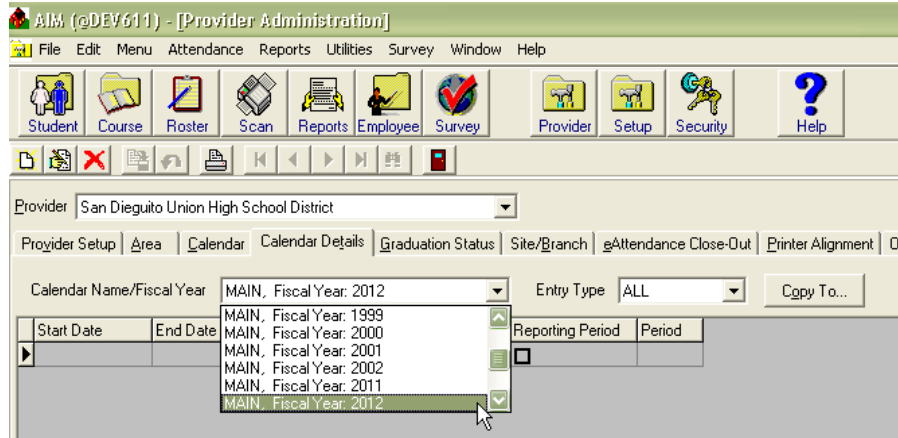 AIM (@DEV611) - [Provider Administration]
File Edit Menu Attendance Reports Utilities Survey Window Help
Student Course Roster Scan Reports Employee Survey Provider Setup Security Help
Provider San Dieguito Union High School District
Provider Setup Area Calendar Calendar Details Graduation Status Site/Branch eAttendance Close-Out Printer Alignment O
Calendar Name/Fiscal Year MAIN, Fiscal Year: 2012 Entry Type ALL Copy To...
Start Date End Date Reporting Period Period
MAIN, Fiscal Year: 1999
MAIN, Fiscal Year: 2000
MAIN, Fiscal Year: 2001
MAIN, Fiscal Year: 2002
MAIN, Fiscal Year: 2011
MAIN, Fiscal Year: 2012